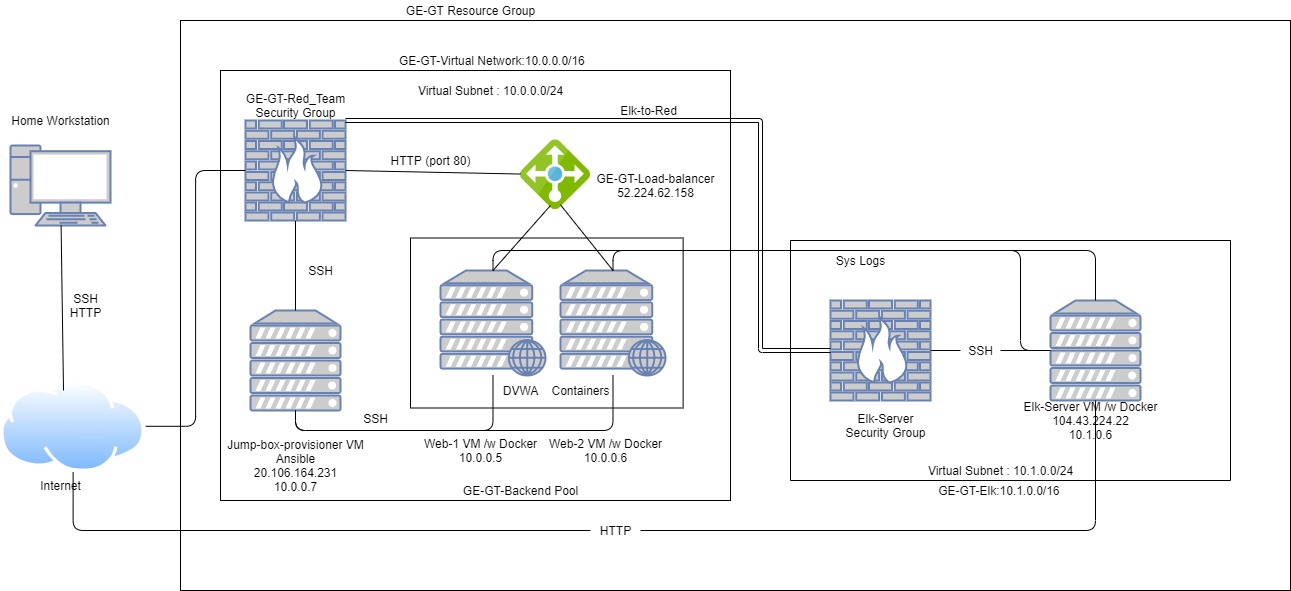 GE-GT Resource Group
GE-GT-Virtual Network:10.0.0.0/16
Virtual Subnet : 10.0.0.0/24
GE-GT-Red_Team
Security Group
Elk-to-Red
Home Workstation
HTTP (port 80)
GE-GT-Load-balancer
52.224.62.158
SSH
Sys Logs
SSH
HTTP
SSH
DVWA
Containers
Elk-Server VM /w Docker
104.43.224.22
10.1.0.6
Elk-Server
Security Group
SSH
Jump-box-provisioner VM
Ansible
20.106.164.231
10.0.0.7
Web-1 VM /w Docker
10.0.0.5
Web-2 VM /w Docker
10.0.0.6
Virtual Subnet : 10.1.0.0/24
GE-GT-Elk:10.1.0.0/16
Internet
GE-GT-Backend Pool
HTTP